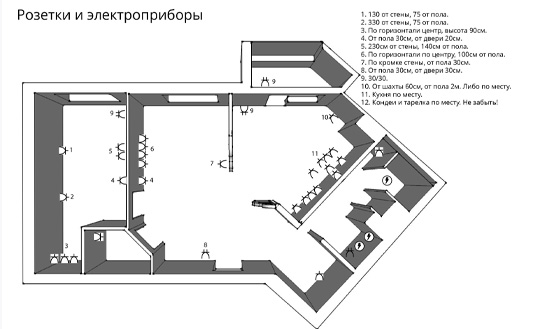 Розетки и электроприборы
1. 130 от стены, 75 от пола.
2. 330 от стены, 75 от пола.
3. По горизонтали центр, высота 90см.
4. От пола 30см, от двери 20см.
5. 230см от стены, 140см от пола.
6. По горизонтали по центру, 100см от пола.
7. По кромке стены, от пола 30см.
8. От пола 30см, от двери 30см.
9. 30/30.
10. От шахты 60см, от пола 2м. Либо по месту.
11. Кухня по месту.
12. Кондеи и тарелка по месту. Не забыть!
9
9
9
10
1
6
5
11
7
4
4
2
8
3